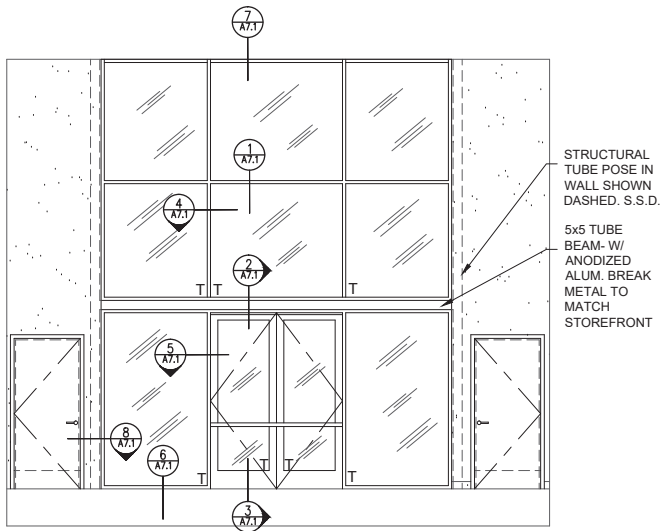 7
A7.1
1
A7.1
STRUCTURAL
TUBE POSE IN
WALL SHOWN
DASHED. S.S.D.
4
A7.1
5x5 TUBE
BEAM- W/
ANODIZED
ALUM. BREAK
METAL TO
MATCH
STOREFRONT
2
A7.1
T T T
5
A7.1
8
A7.1
6
A7.1
T T T T
3
A7.1